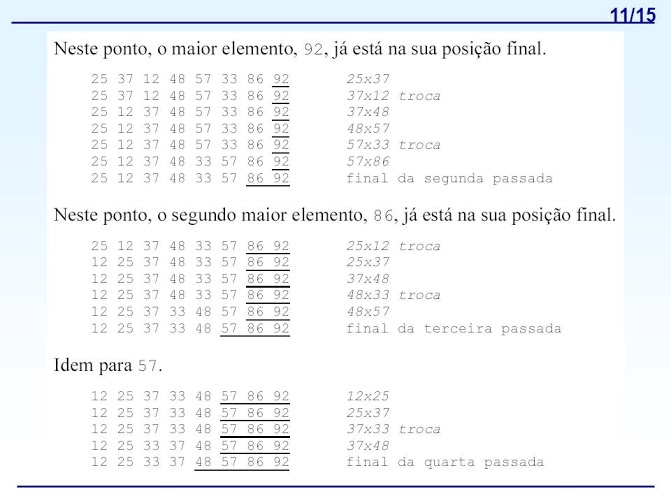 11/15
Neste ponto, o maior elemento, 92, já está na sua posição final.
25 37 12 48 57 33 86 92 25x37
25 37 12 48 57 33 86 92 37x12 troca
25 12 37 48 57 33 86 92 37x48
25 12 37 48 57 33 86 92 48x57
25 12 37 48 57 33 86 92 57x33 troca
25 12 37 48 33 57 86 92 57x86
25 12 37 48 33 57 86 92 final da segunda passada
Neste ponto, o segundo maior elemento, 86, já está na sua posição final.
25 12 37 48 33 57 86 92 25x12 troca
12 25 37 48 33 57 86 92 25x37
12 25 37 48 33 57 86 92 37x48
12 25 37 48 33 57 86 92 48x33 troca
12 25 37 33 48 57 86 92 48x57
12 25 37 33 48 57 86 92 final da terceira passada
Idem para 57.
12 25 37 33 48 57 86 92 12x25
12 25 37 33 48 57 86 92 25x37
12 25 37 33 48 57 86 92 37x33 troca
12 25 33 37 48 57 86 92 37x48
12 25 33 37 48 57 86 92 final da quarta passada